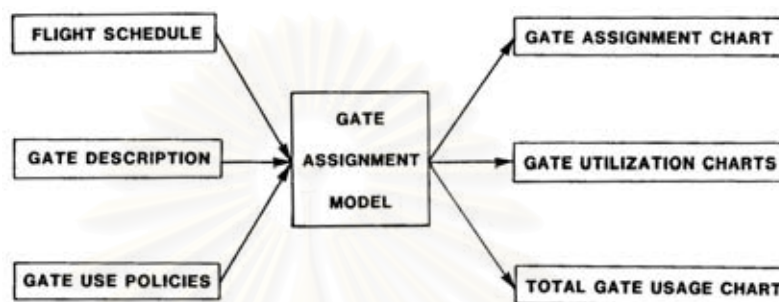 FLIGHT SCHEDULE
GATE DESCRIPTION
GATE USE POLICIES
GATE
ASSIGNMENT
MODEL
GATE ASSIGNMENT CHART
GATE UTILIZATION CHARTS
TOTAL GATE USAGE CHART